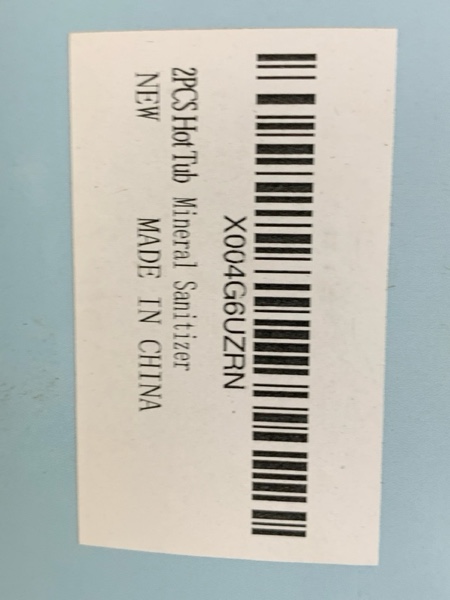 X004G6UZRN
2PCS Hot Tub Mineral Sanitizer
NEW MADE IN CHINA